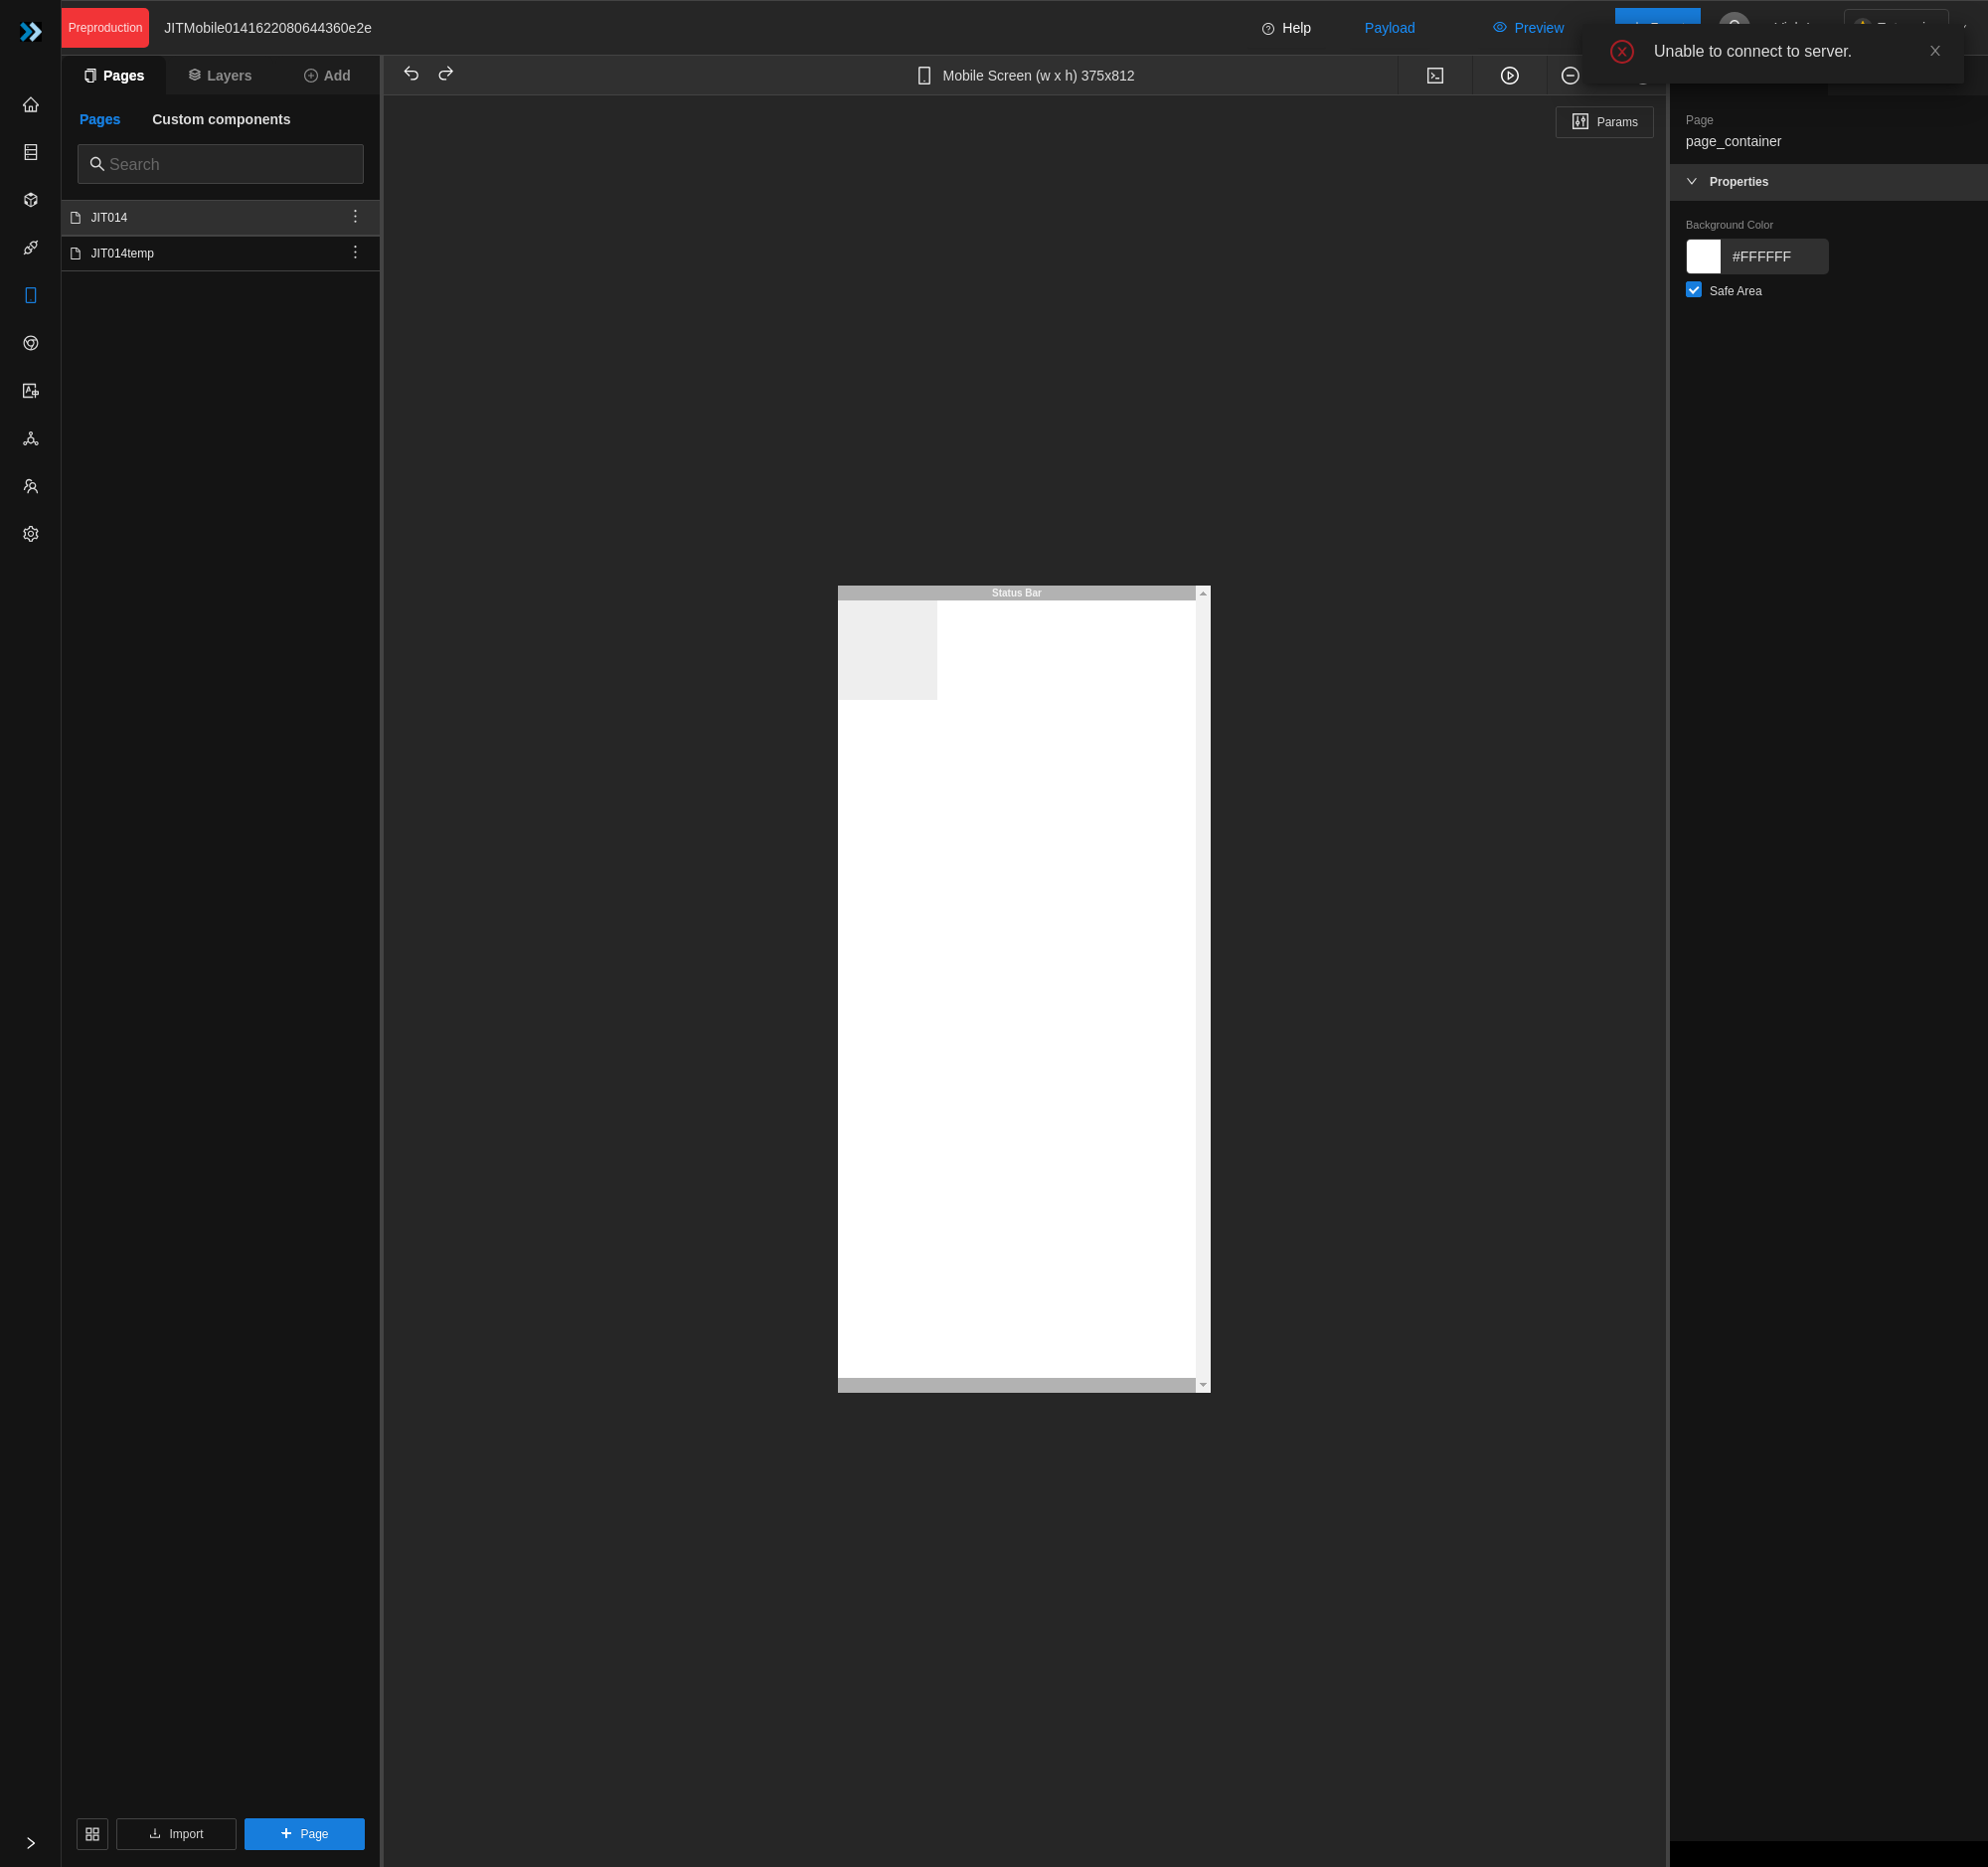 Preproduction
JITMobile0141622080644360e2e
Help
Payload
Preview
Unable to connect to server.
Pages
Layers
Add
Mobile Screen (w x h) 375x812
Pages
Custom components
Params
Page
page_container
Search
Properties
JIT014
Background Color
JIT014temp
#FFFFFF
Safe Area
Status Bar
Import
Page